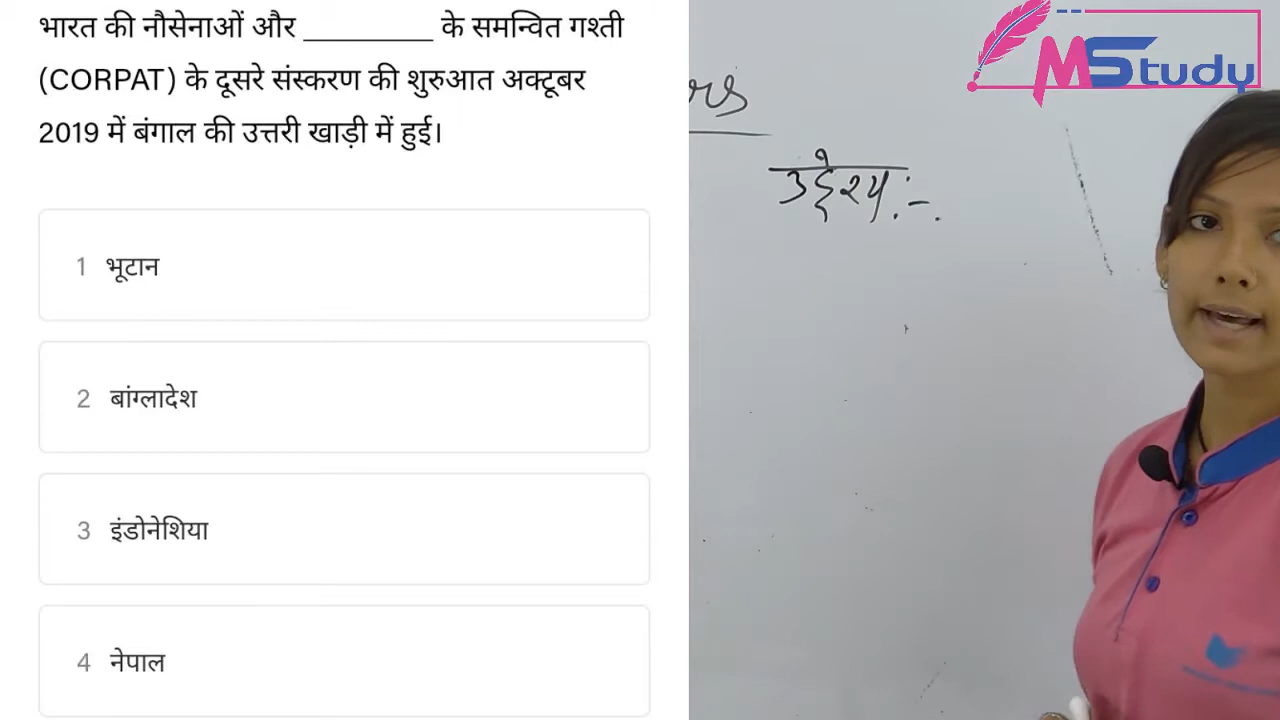 भारत की नौसेनाओं और _________ के समन्वित गश्ती
(CORPAT) के दूसरे संस्करण की शुरुआत अक्टूबर
2019 में बंगाल की उत्तरी खाड़ी में हुई।
1 भूटान
2 बांग्लादेश
3 इंडोनेशिया
4 नेपाल
MStudy
उद्देश्य :-